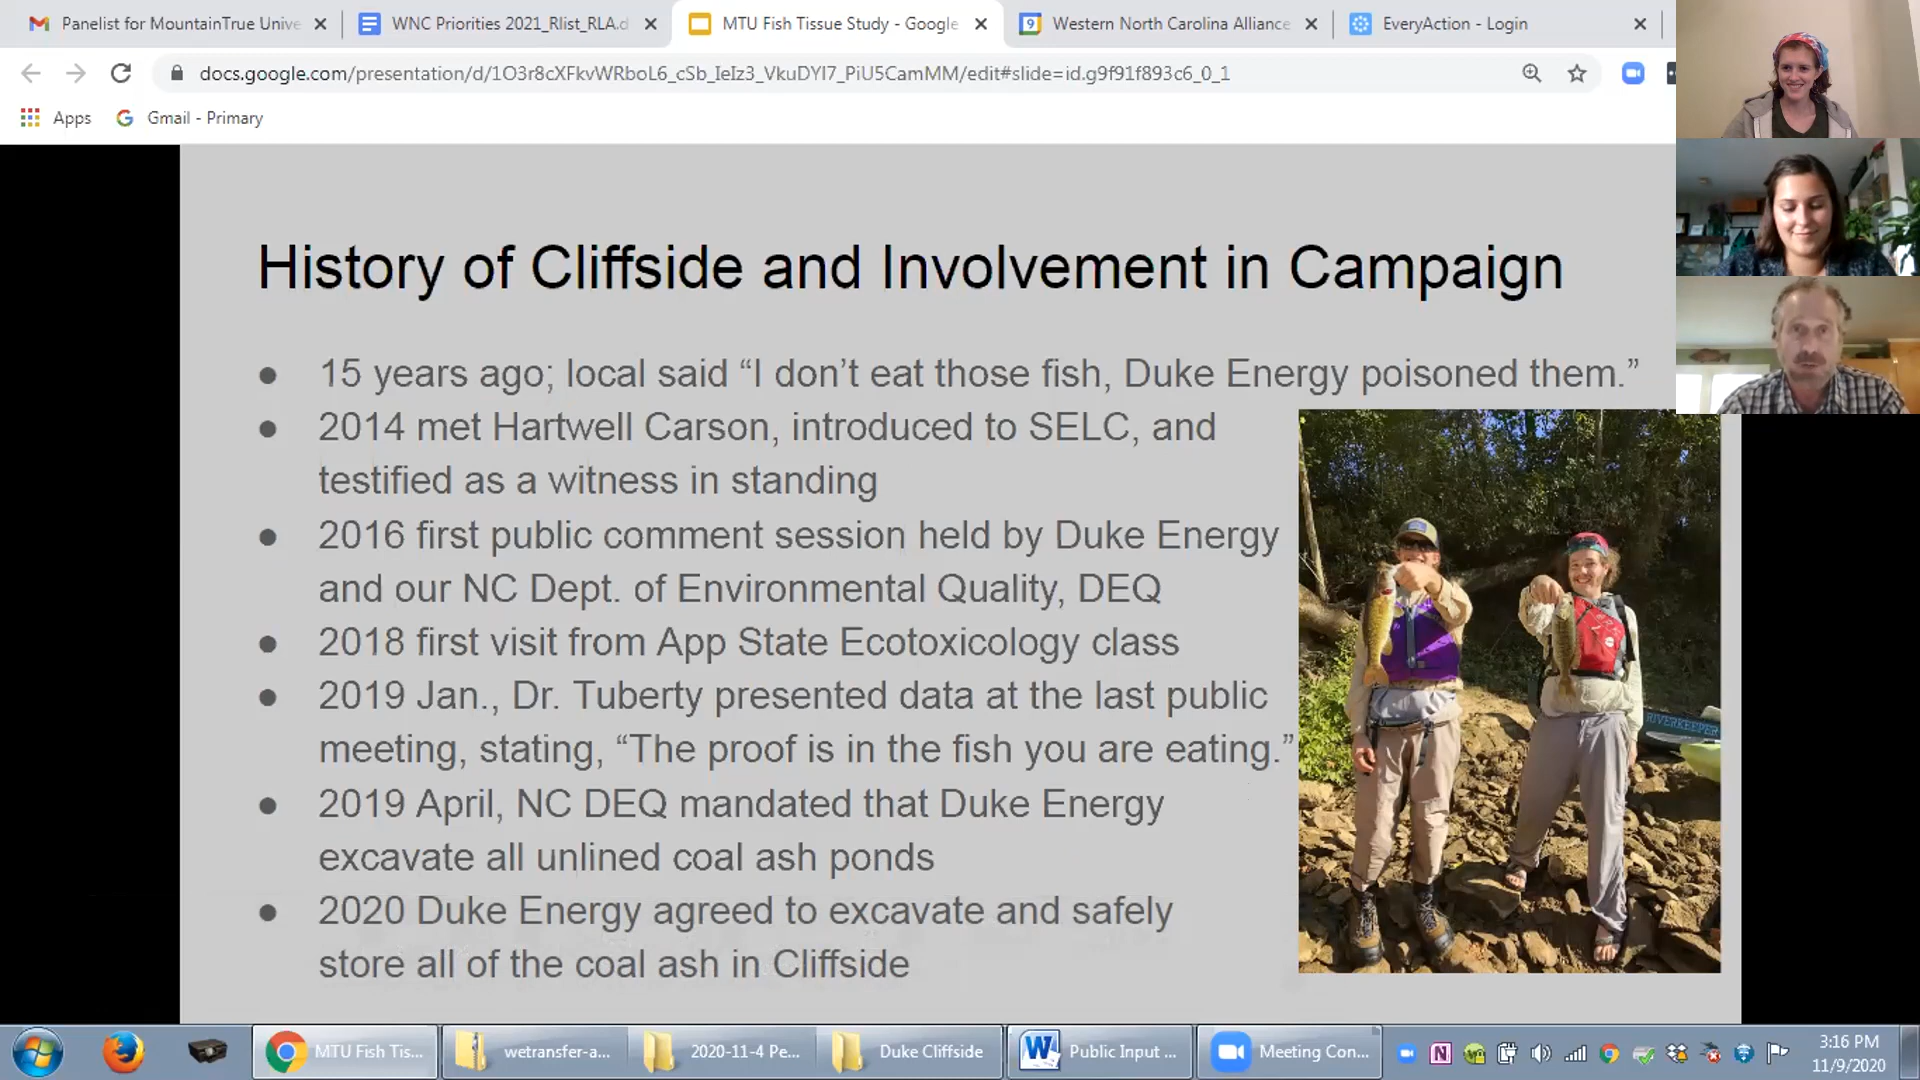 Panelist for MountainTrue Unive
WNC Priorities 2021_Rlist_RLA.d
MTU Fish Tissue Study - Google
9
Western North Carolina Alliance
EveryAction - Login
docs.google.com/presentation/d/1O3r8cXFkvWRboL6_cSb_IeIz3_VkuDYI7_PiU5CamMM/edit#slide=id.g9f91f893c6_0_1
Apps
Gmail - Primary
History of Cliffside and Involvement in Campaign
● 15 years ago; local said “I don’t eat those fish, Duke Energy poisoned them.”
● 2014 met Hartwell Carson, introduced to SELC, and
testified as a witness in standing
● 2016 first public comment session held by Duke Energy
and our NC Dept. of Environmental Quality, DEQ
● 2018 first visit from App State Ecotoxicology class
● 2019 Jan., Dr. Tuberty presented data at the last public
meeting, stating, “The proof is in the fish you are eating.”
● 2019 April, NC DEQ mandated that Duke Energy
excavate all unlined coal ash ponds
● 2020 Duke Energy agreed to excavate and safely
store all of the coal ash in Cliffside
RIVERKEEPER
MTU Fish Tis...
wetransfer-a...
2020-11-4 Pe...
Duke Cliffside
Public Input ...
Meeting Con...
3:16 PM
11/9/2020